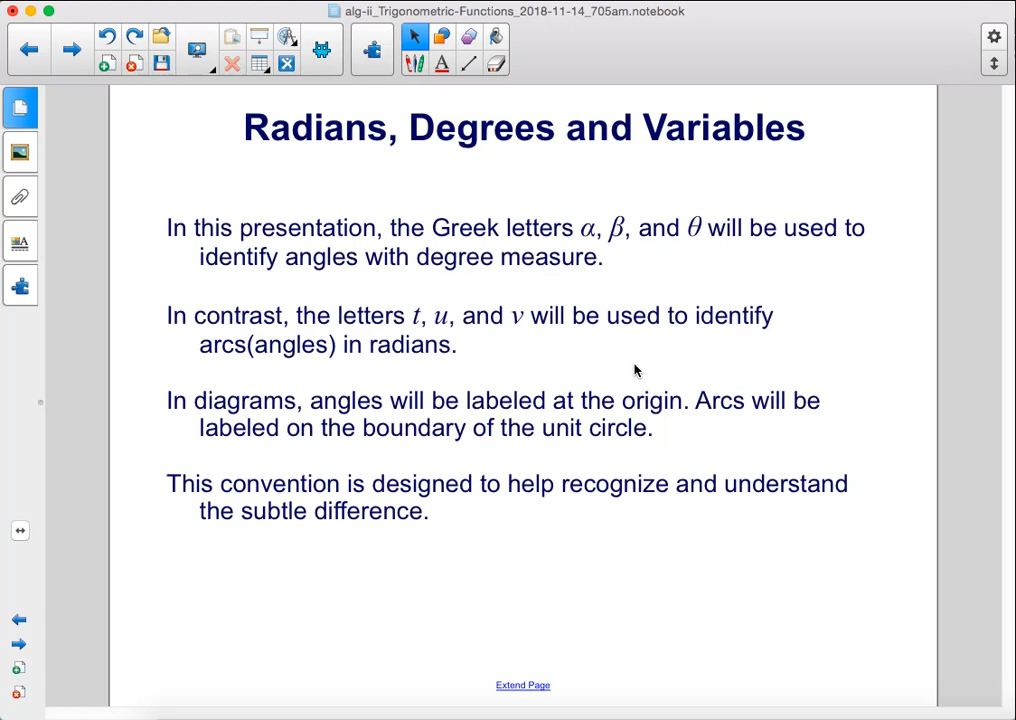 alg-ii_Trigonometric-Functions_2018-11-14_705am.notebook
Radians, Degrees and Variables
In this presentation, the Greek letters α, β, and θ will be used to
identify angles with degree measure.
In contrast, the letters t, u, and v will be used to identify
arcs(angles) in radians.
In diagrams, angles will be labeled at the origin. Arcs will be
labeled on the boundary of the unit circle.
This convention is designed to help recognize and understand
the subtle difference.
Extend Page